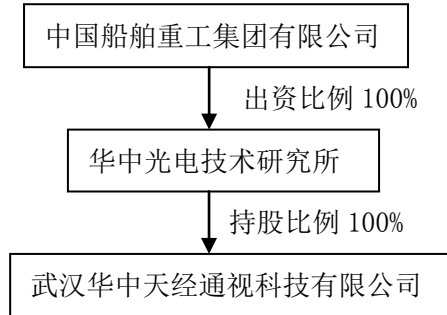 中国船舶重工集团有限公司
出资比例 100%
华中光电技术研究所
持股比例 100%
武汉华中天经通视科技有限公司